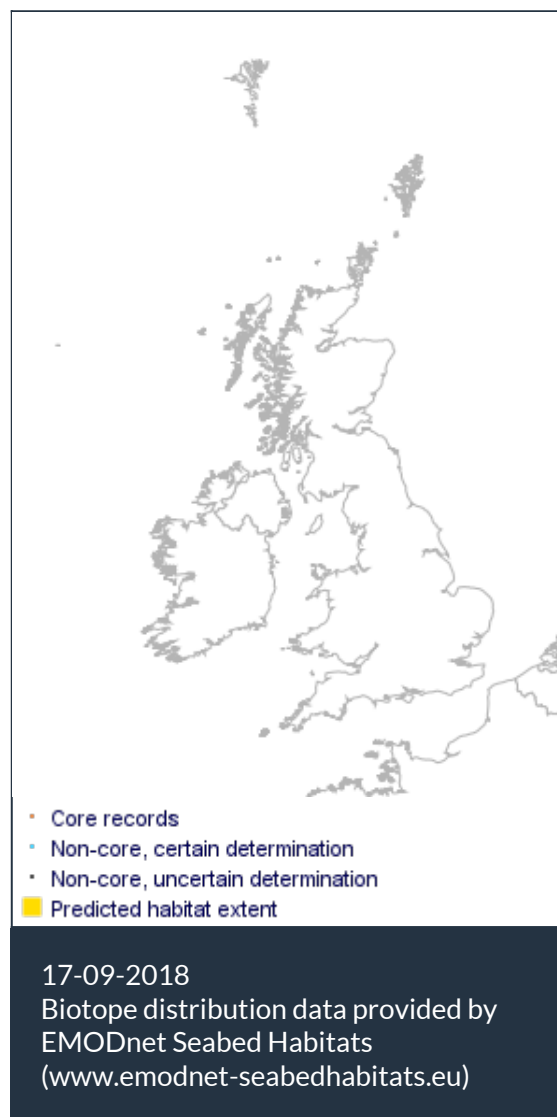 Core records
Non-core, certain determination
Non-core, uncertain determination
Predicted habitat extent
17-09-2018
Biotope distribution data provided by
EMODnet Seabed Habitats
(www.emodnet-seabedhabitats.eu)